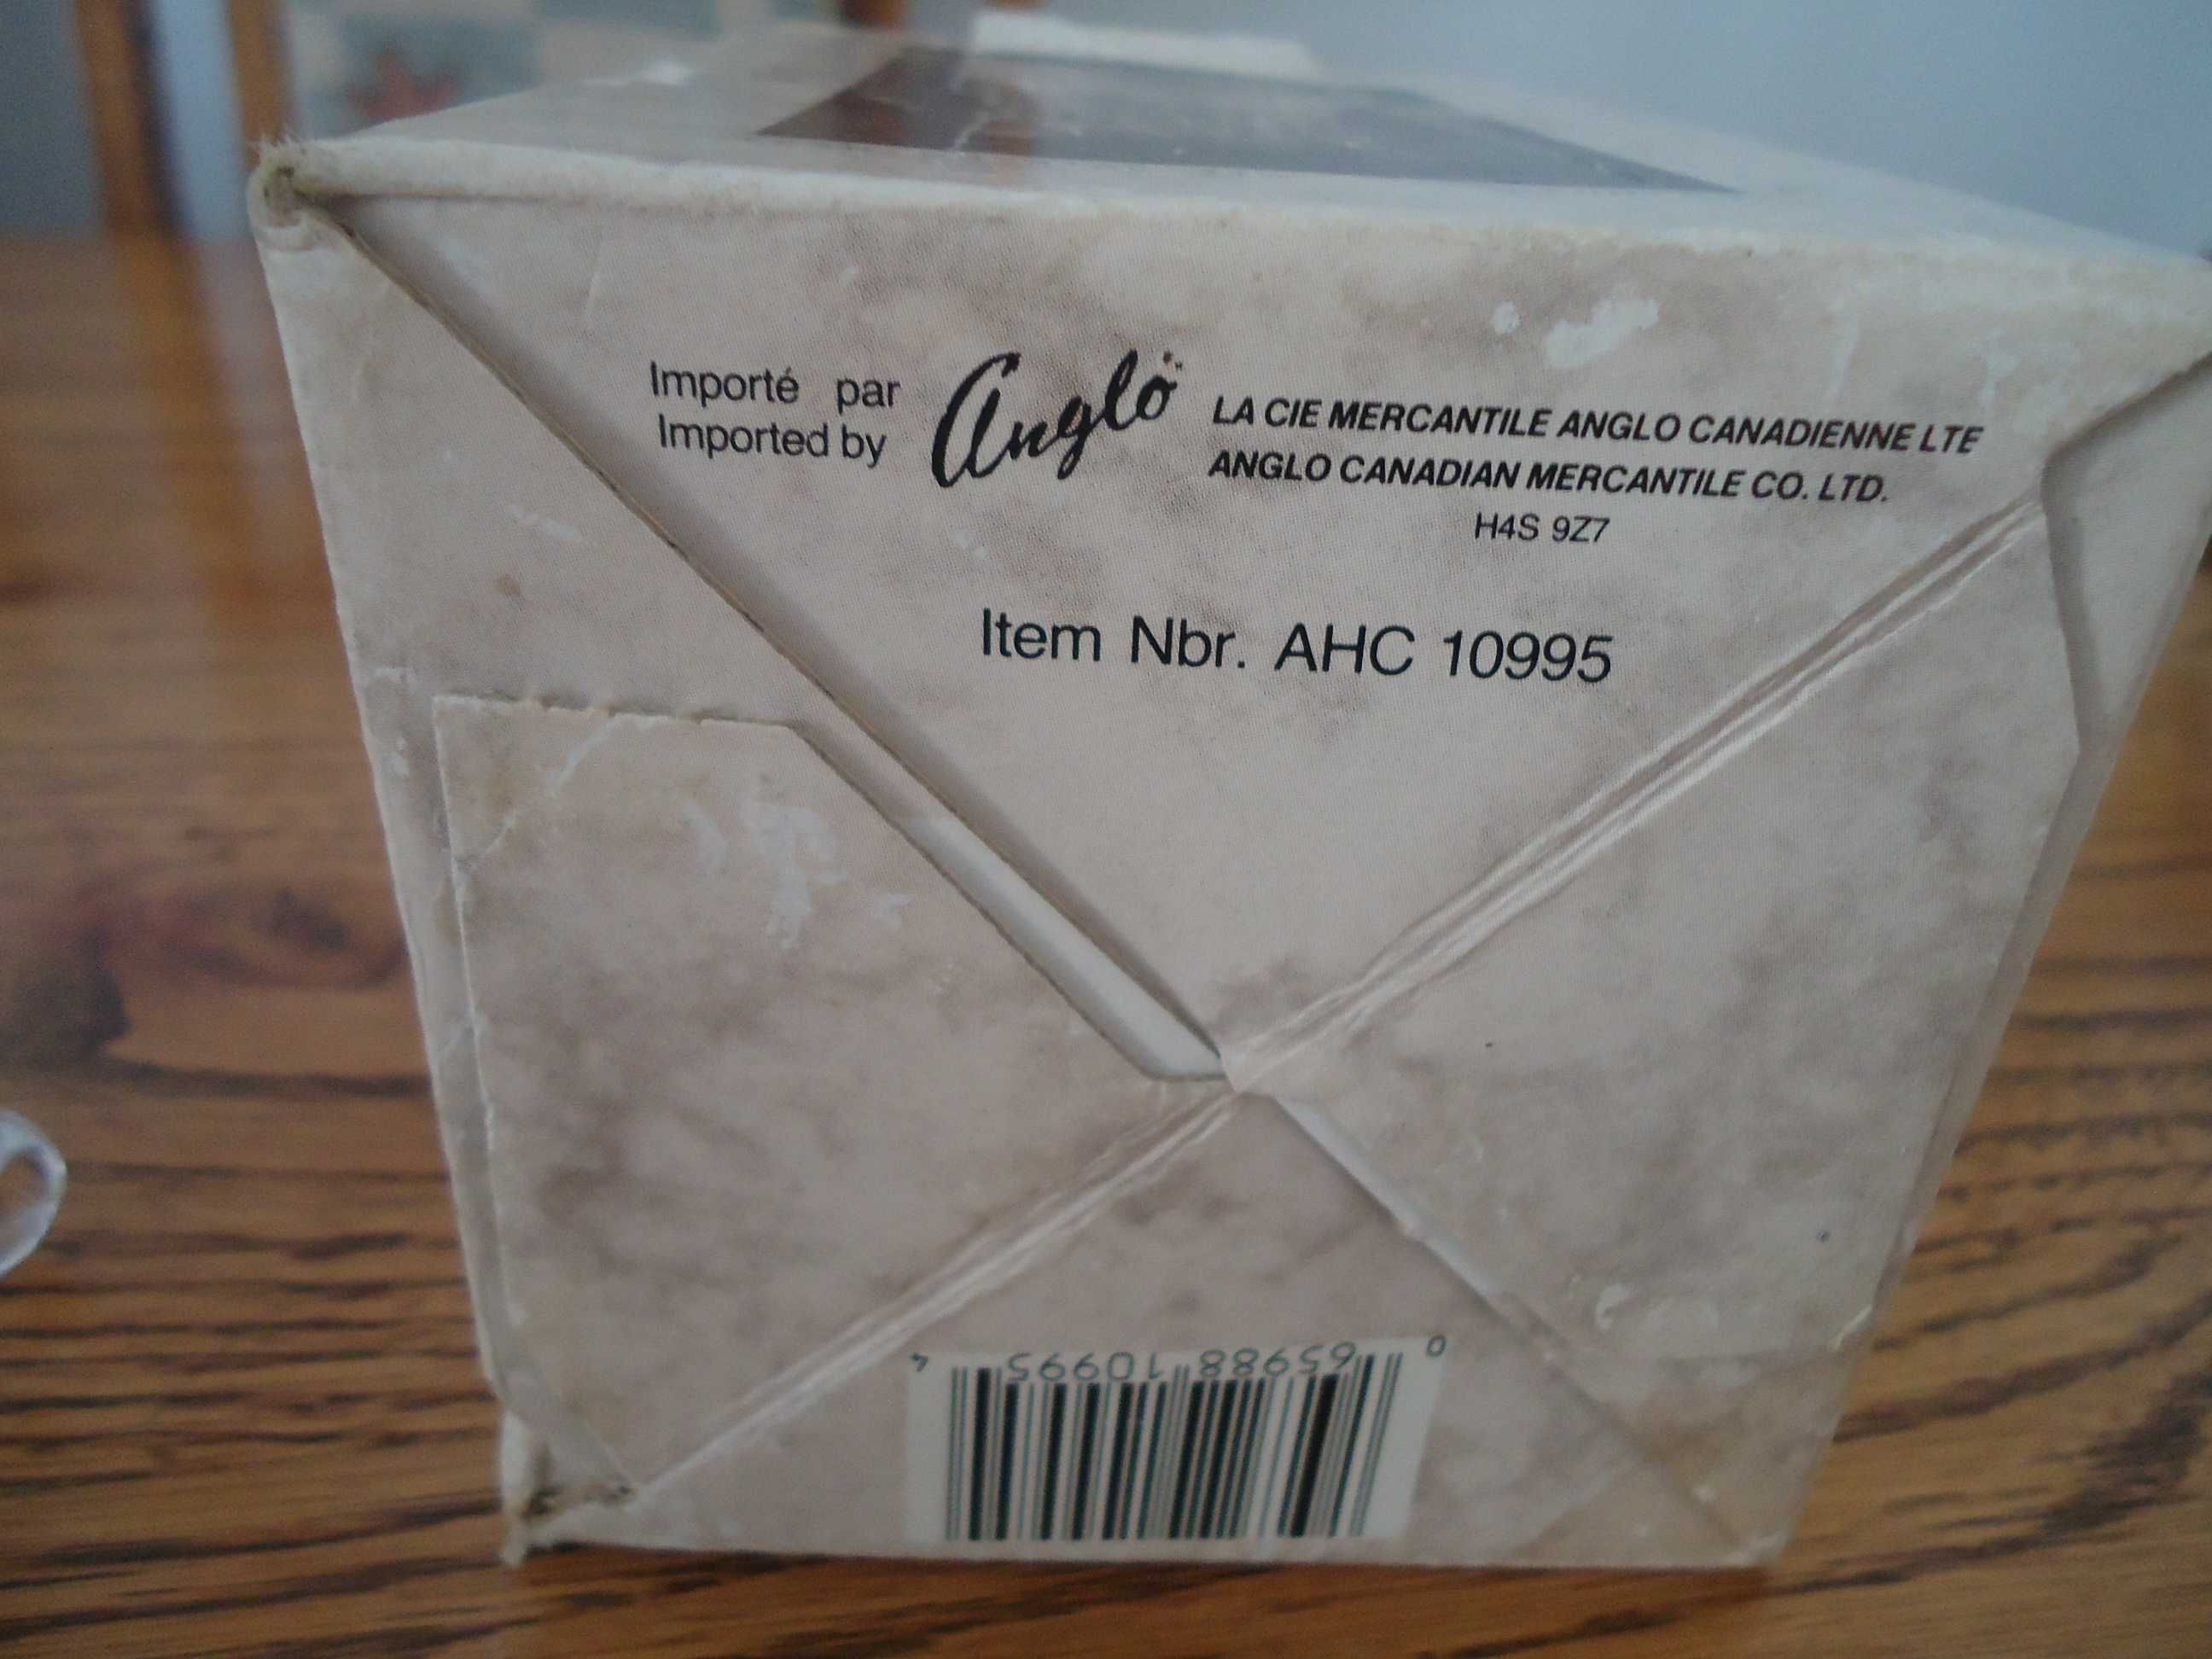 Importé par
Imported by
Anglo
LA CIE MERCANTILE ANGLO CANADIENNE LTE
ANGLO CANADIAN MERCANTILE CO. LTD.
H4S 9Z7
Item Nbr. AHC 10995
0 65988 10995 4